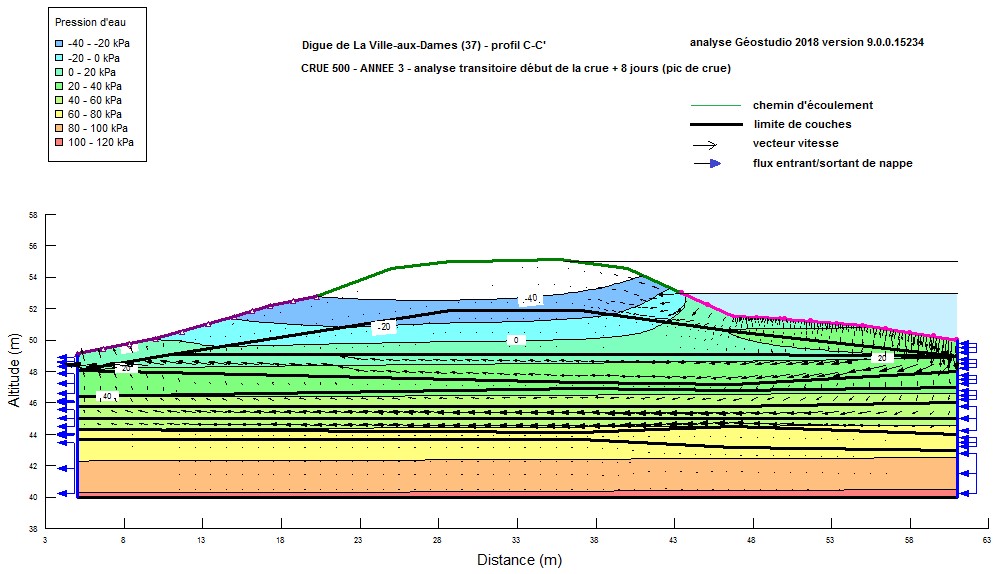 Pression d'eau
-40 - -20 kPa
-20 - 0 kPa
0 - 20 kPa
20 - 40 kPa
40 - 60 kPa
60 - 80 kPa
80 - 100 kPa
100 - 120 kPa
Digue de La Ville-aux-Dames (37) - profil C-C'
analyse Géostudio 2018 version 9.0.0.15234
CRUE 500 - ANNEE 3 - analyse transitoire début de la crue + 8 jours (pic de crue)
chemin d'écoulement
limite de couches
vecteur vitesse
flux entrant/sortant de nappe
58
56
54
52
50
48
46
44
42
40
38
Altitude (m)
-40
-20
0
20
20
40
3
8
13
18
23
28
33
38
43
48
53
58
63
Distance (m)